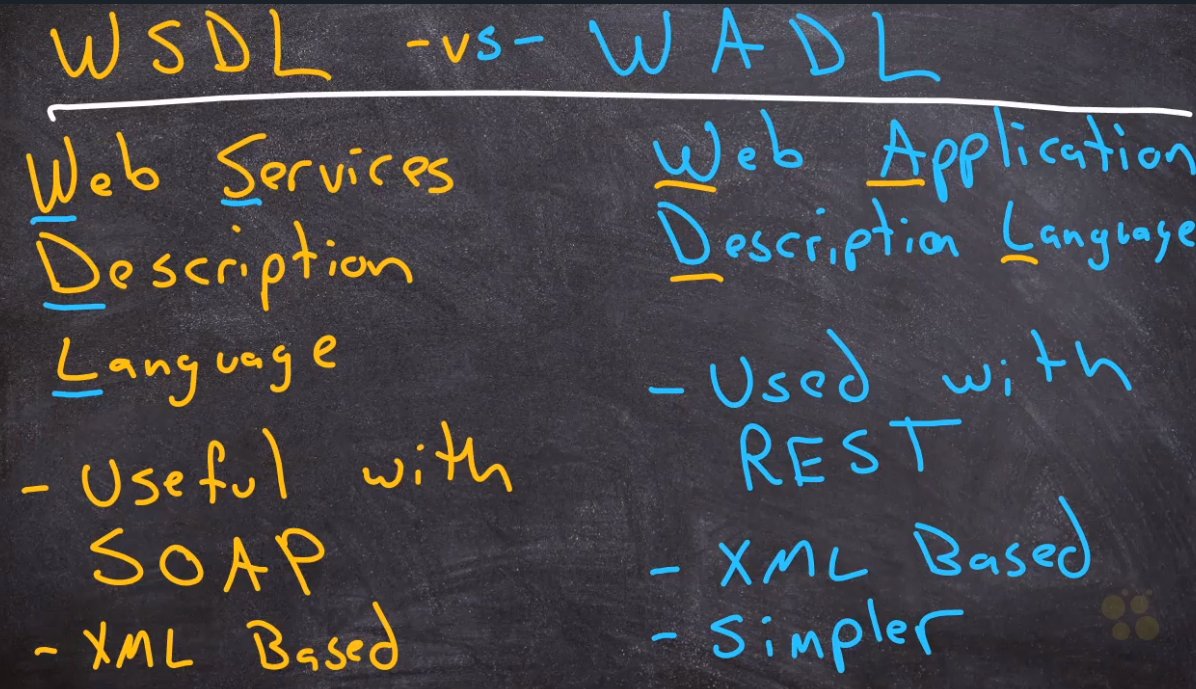 WSDL -vs- WADL
Web Services
Description
Language
- Useful with
SOAP
- XML Based
Web Application
Description Language
- Used with
REST
- XML Based
- Simpler